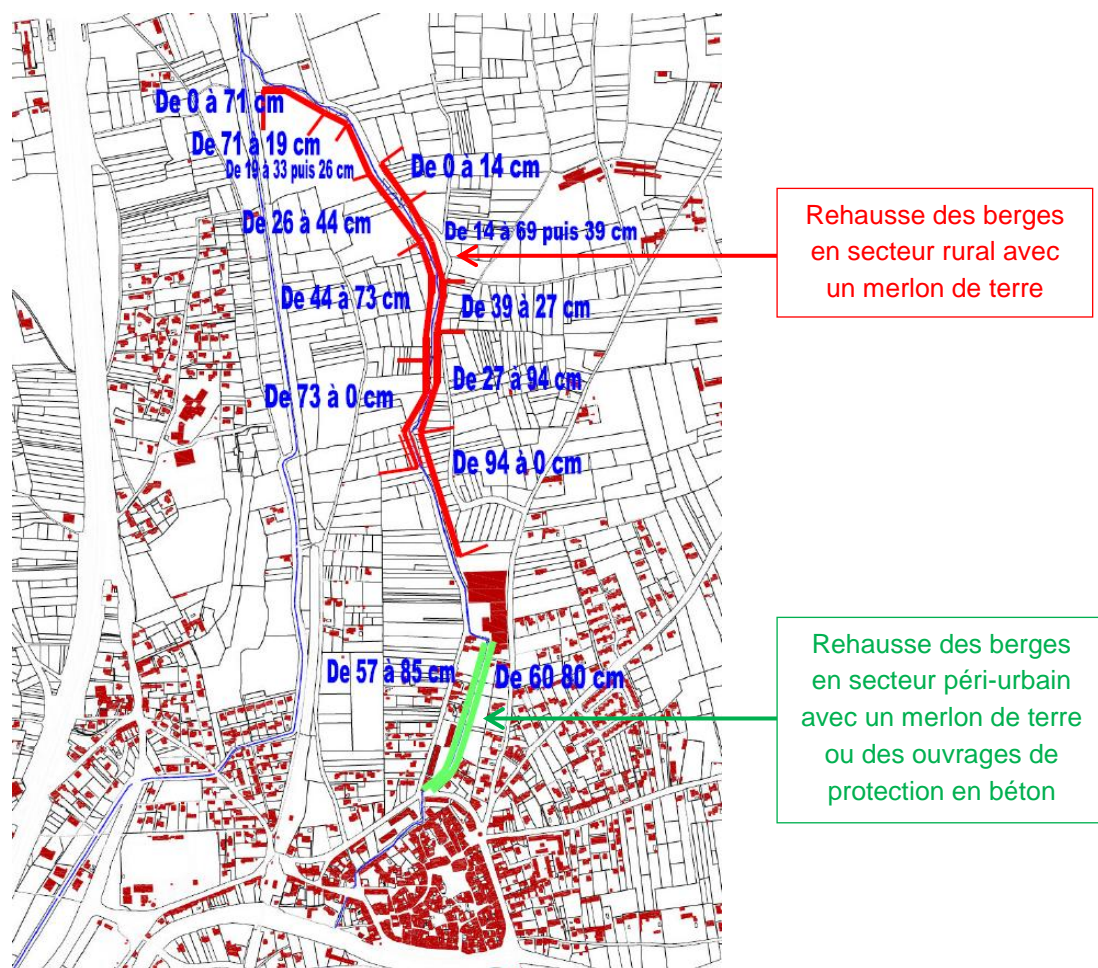 De 0 à 71 cm
De 71 à 19 cm
De 19 à 33 puis 26 cm
De 0 à 14 cm
De 26 à 44 cm
De 14 à 69 puis 39 cm
De 44 à 73 cm
De 39 à 27 cm
De 73 à 0 cm
De 27 à 94 cm
De 94 à 0 cm
De 57 à 85 cm
De 60 80 cm
Rehausse des berges
en secteur rural avec
un merlon de terre
Rehausse des berges
en secteur péri-urbain
avec un merlon de terre
ou des ouvrages de
protection en béton